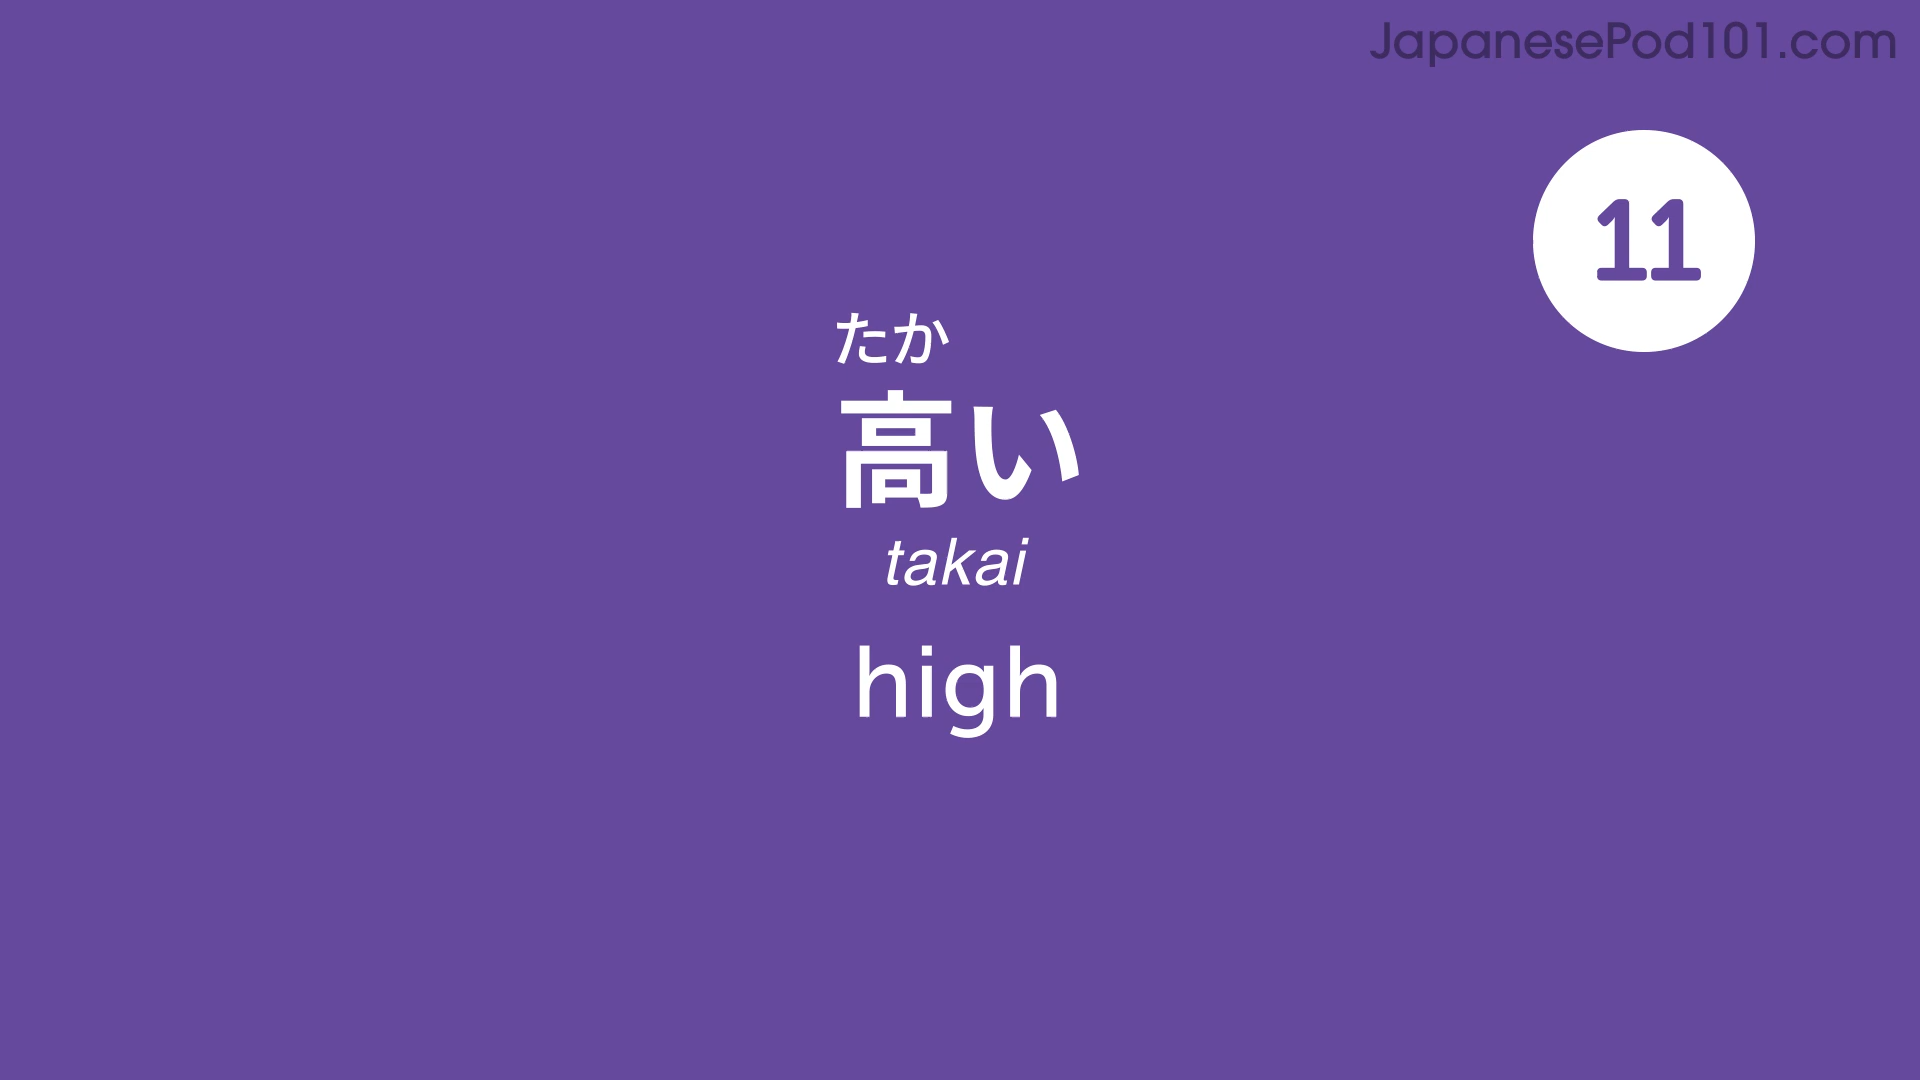 JapanesePod101.com
11
たか
高い
takai
high